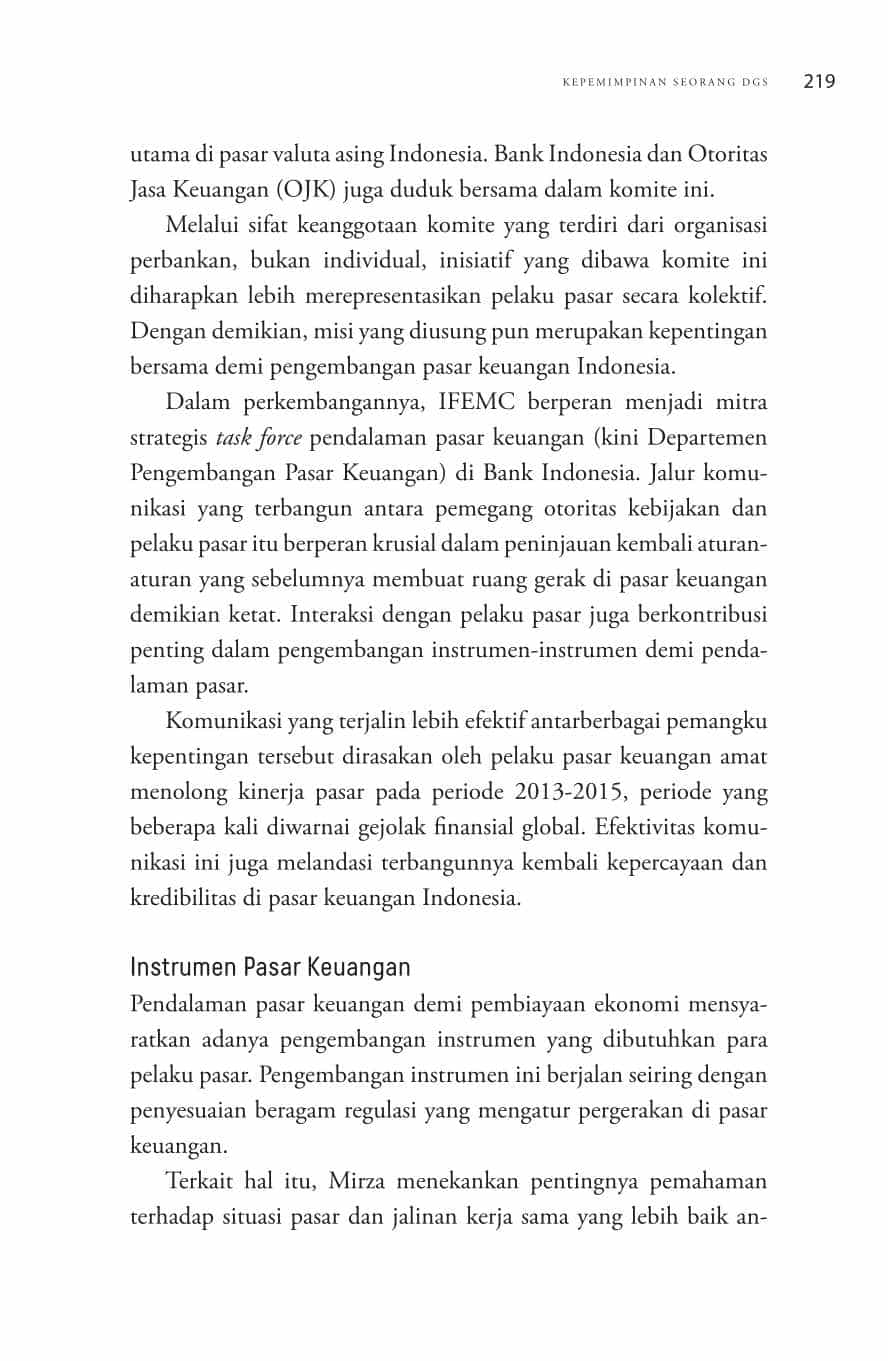 KEPEMIMPINAN SEORANG DGS 219
utama di pasar valuta asing Indonesia. Bank Indonesia dan Otoritas
Jasa Keuangan (OJK) juga duduk bersama dalam komite ini.
Melalui sifat keanggotaan komite yang terdiri dari organisasi
perbankan, bukan individual, inisiatif yang dibawa komite ini
diharapkan lebih merepresentasikan pelaku pasar secara kolektif.
Dengan demikian, misi yang diusung pun merupakan kepentingan
bersama demi pengembangan pasar keuangan Indonesia.
Dalam perkembangannya, IFEMC berperan menjadi mitra
strategis task force pendalaman pasar keuangan (kini Departemen
Pengembangan Pasar Keuangan) di Bank Indonesia. Jalur komu-
nikasi yang terbangun antara pemegang otoritas kebijakan dan
pelaku pasar itu berperan krusial dalam peninjauan kembali aturan-
aturan yang sebelumnya membuat ruang gerak di pasar keuangan
demikian ketat. Interaksi dengan pelaku pasar juga berkontribusi
penting dalam pengembangan instrumen-instrumen demi penda-
laman pasar.
Komunikasi yang terjalin lebih efektif antarberbagai pemangku
kepentingan tersebut dirasakan oleh pelaku pasar keuangan amat
menolong kinerja pasar pada periode 2013-2015, periode yang
beberapa kali diwarnai gejolak finansial global. Efektivitas komu-
nikasi ini juga melandasi terbangunnya kembali kepercayaan dan
kredibilitas di pasar keuangan Indonesia.
Instrumen Pasar Keuangan
Pendalaman pasar keuangan demi pembiayaan ekonomi mensya-
ratkan adanya pengembangan instrumen yang dibutuhkan para
pelaku pasar. Pengembangan instrumen ini berjalan seiring dengan
penyesuaian beragam regulasi yang mengatur pergerakan di pasar
keuangan.
Terkait hal itu, Mirza menekankan pentingnya pemahaman
terhadap situasi pasar dan jalinan kerja sama yang lebih baik an-